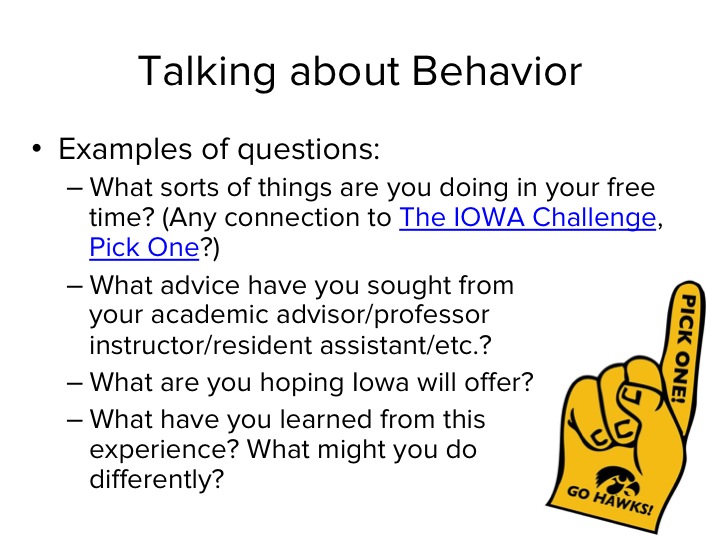 Talking about Behavior
• Examples of questions:
– What sorts of things are you doing in your free
time? (Any connection to The IOWA Challenge,
Pick One?)
– What advice have you sought from
your academic advisor/professor
instructor/resident assistant/etc.?
– What are you hoping Iowa will offer?
– What have you learned from this
experience? What might you do
differently?
PICK ONE!
GO HAWKS!